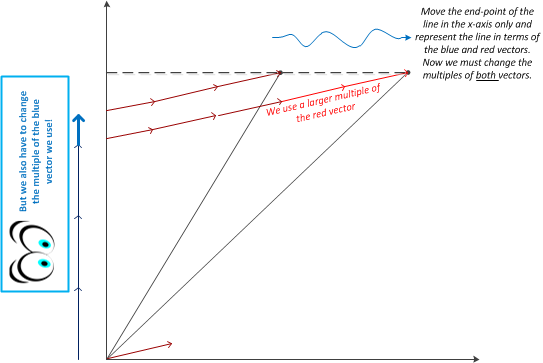 Move the end-point of the
line in the x-axis only and
represent the line in terms of
the blue and red vectors.
Now we must change the
multiples of both vectors.
We use a larger multiple of
the red vector
But we also have to change
the multiple of the blue
vector we use!